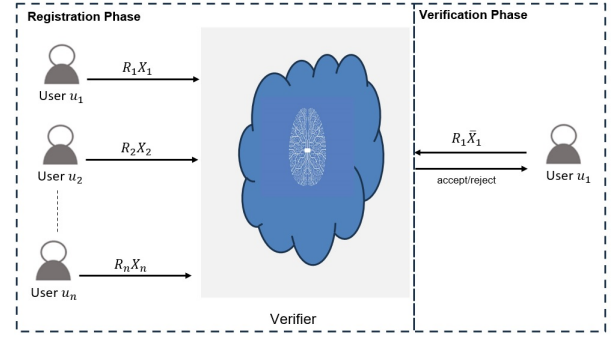 Registration Phase
Verification Phase
R₁X₁
User u₁
R₂X₂
User u₂
RₙXₙ
User uₙ
Verifier
R₁X̄₁
accept/reject
User u₁